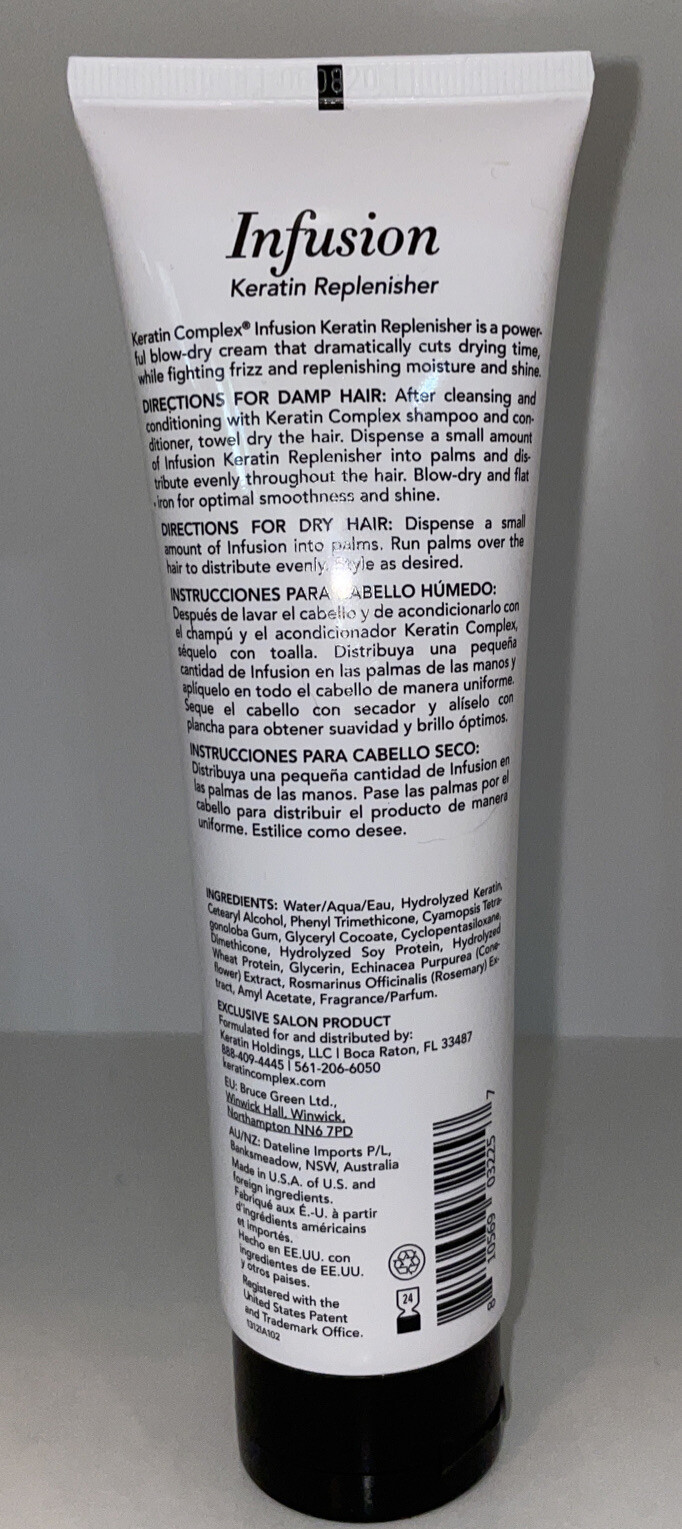 0820
Infusion
Keratin Replenisher
Keratin Complex® Infusion Keratin Replenisher is a power-
ful blow-dry cream that dramatically cuts drying time,
while fighting frizz and replenishing moisture and shine.
DIRECTIONS FOR DAMP HAIR: After cleansing and
conditioning with Keratin Complex shampoo and con-
ditioner, towel dry the hair. Dispense a small amount
of Infusion Keratin Replenisher into palms and dis-
tribute evenly throughout the hair. Blow-dry and flat
-iron for optimal smoothness and shine.
DIRECTIONS FOR DRY HAIR: Dispense a small
amount of Infusion into palms. Run palms over the
hair to distribute evenly. Style as desired.
INSTRUCCIONES PARA CABELLO HÚMEDO:
Después de lavar el cabello y de acondicionarlo con
el champú y el acondicionador Keratin Complex,
séquelo con toalla. Distribuya una pequeña
cantidad de Infusion en las palmas de las manos y
aplíquelo en todo el cabello de manera uniforme.
Seque el cabello con secador y alíselo con
plancha para obtener suavidad y brillo óptimos.
INSTRUCCIONES PARA CABELLO SECO:
Distribuya una pequeña cantidad de Infusion en
las palmas de las manos. Pase las palmas por el
cabello para distribuir el producto de manera
uniforme. Estilice como desee.
INGREDIENTS: Water/Aqua/Eau, Hydrolyzed Keratin,
Cetearyl Alcohol, Phenyl Trimethicone, Cyamopsis Tetra-
gonoloba Gum, Glyceryl Cocoate, Cyclopentasiloxane,
Dimethicone, Hydrolyzed Soy Protein, Hydrolyzed
Wheat Protein, Glycerin, Echinacea Purpurea (Cone-
flower) Extract, Rosmarinus Officinalis (Rosemary) Ex-
tract, Amyl Acetate, Fragrance/Parfum.
EXCLUSIVE SALON PRODUCT
Formulated for and distributed by:
Keratin Holdings, LLC | Boca Raton, FL 33487
888-409-4445 | 561-206-6050
keratincomplex.com
EU: Bruce Green Ltd.,
Winwick Hall, Winwick,
Northampton NN6 7PD
AU/NZ: Dateline Imports P/L,
Banksmeadow, NSW, Australia
Made in U.S.A. of U.S. and
foreign ingredients.
Fabriqué aux É.-U. à partir
d'ingrédients américains
et importés.
Hecho en EE.UU. con
ingredientes de EE.UU.
y otros paises.
Registered with the
United States Patent
and Trademark Office.
13121A102
24
8 10569 03225 7